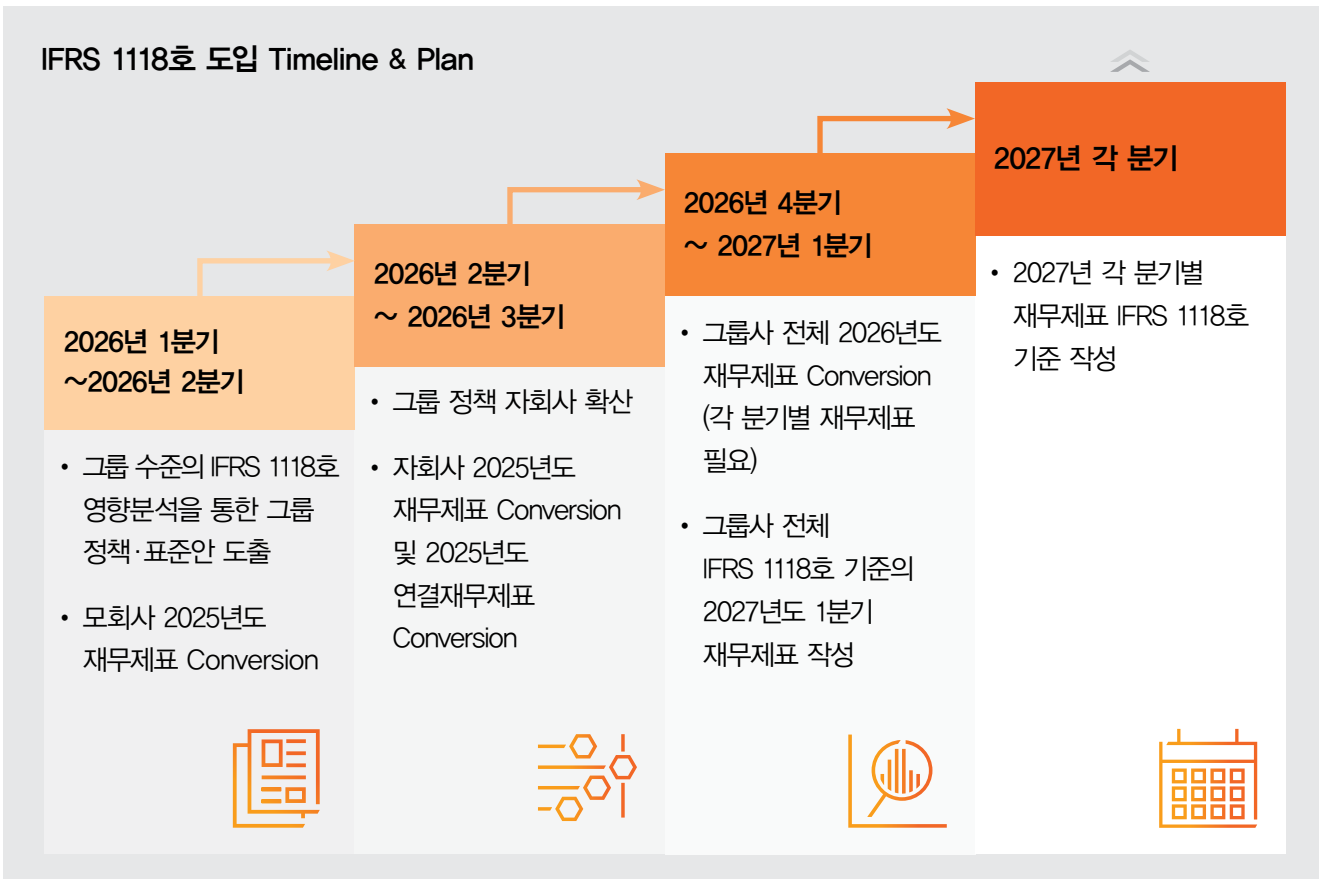 IFRS 1118호 도입 Timeline & Plan
2026년 1분기
~2026년 2분기
• 그룹 수준의 IFRS 1118호
영향분석을 통한 그룹
정책·표준안 도출
• 모회사 2025년도
재무제표 Conversion
2026년 2분기
~ 2026년 3분기
• 그룹 정책 자회사 확산
• 자회사 2025년도
재무제표 Conversion
및 2025년도
연결재무제표
Conversion
2026년 4분기
~ 2027년 1분기
• 그룹사 전체 2026년도
재무제표 Conversion
(각 분기별 재무제표
필요)
• 그룹사 전체
IFRS 1118호 기준의
2027년도 1분기
재무제표 작성
2027년 각 분기
• 2027년 각 분기별
재무제표 IFRS 1118호
기준 작성